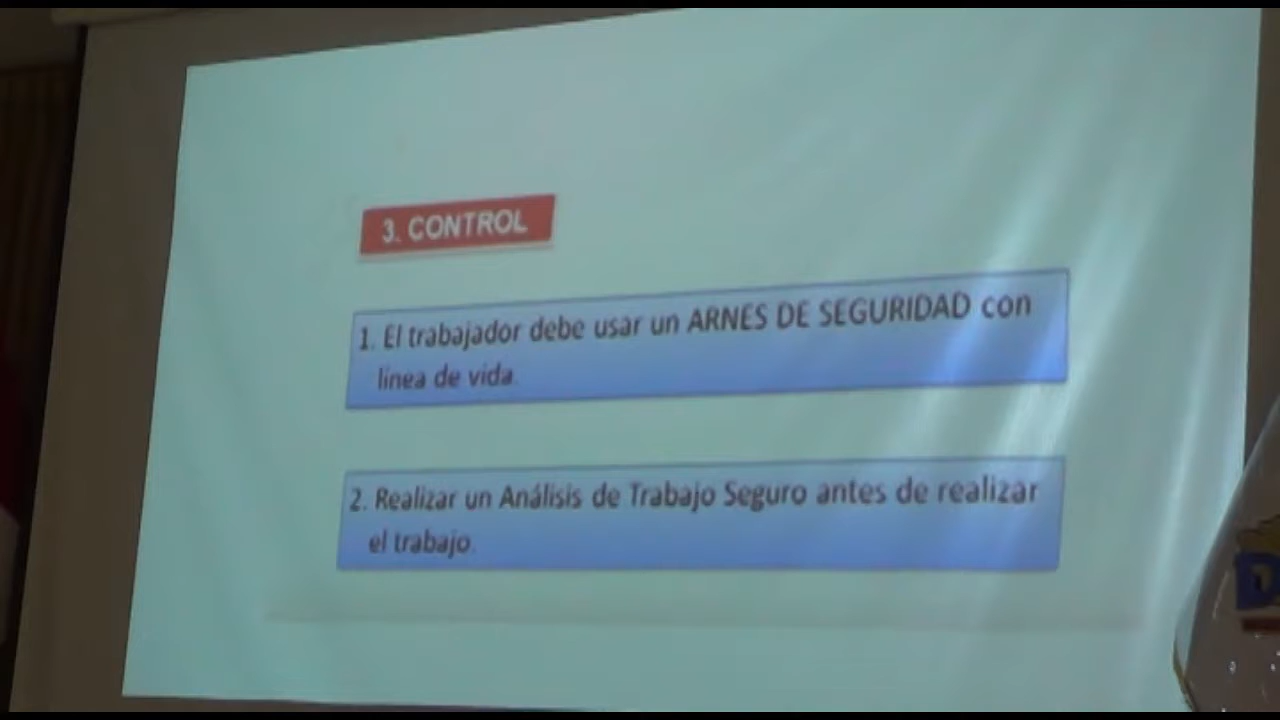 3. CONTROL
1. El trabajador debe usar un ARNES DE SEGURIDAD con
linea de vida.
2. Realizar un Análisis de Trabajo Seguro antes de realizar
el trabajo.